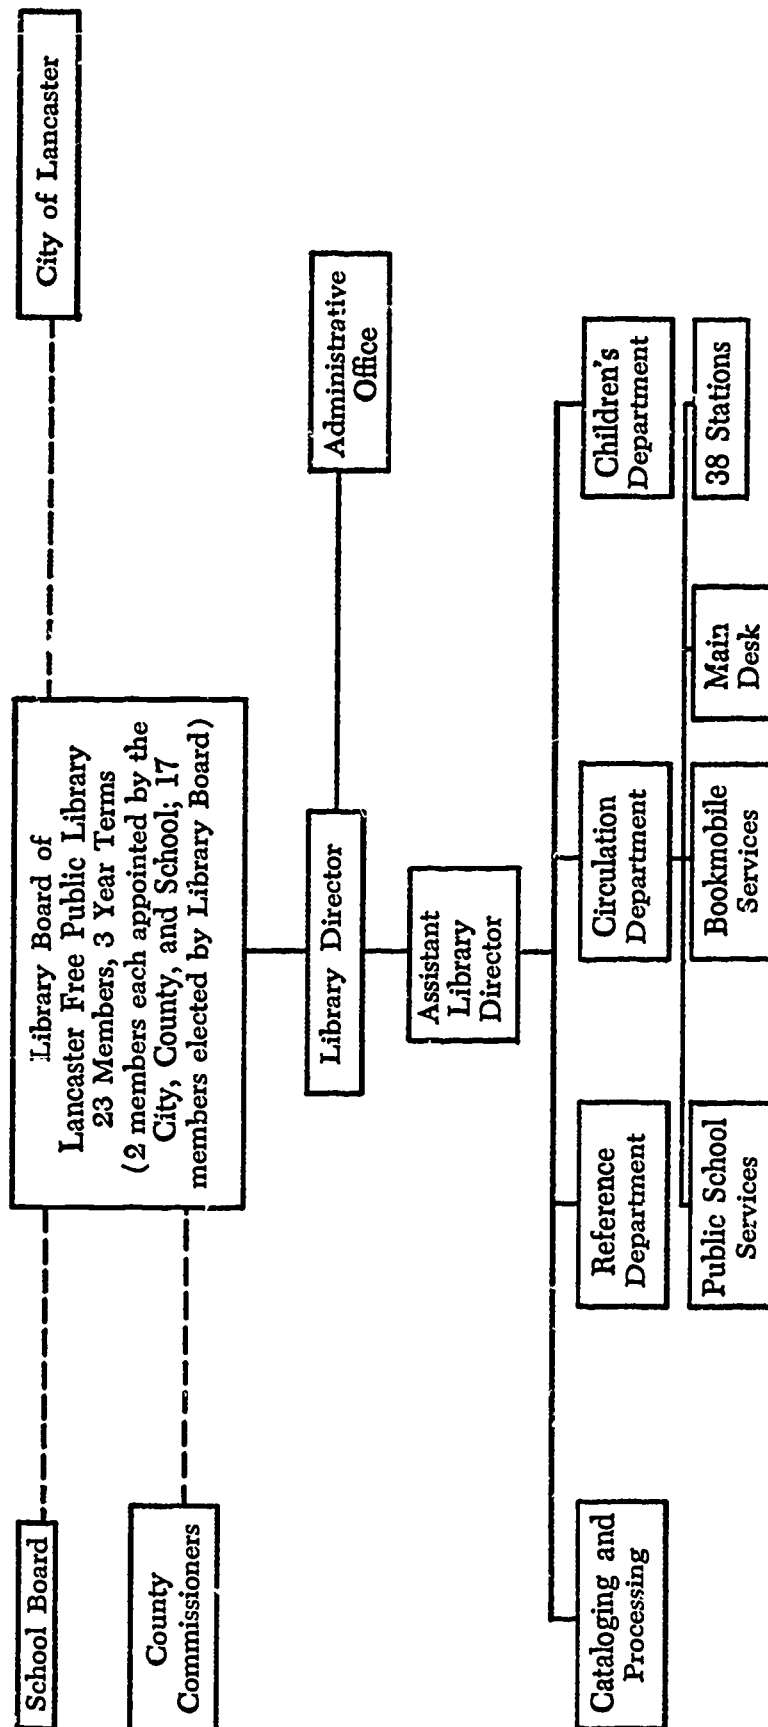 School Board
City of Lancaster
Library Board of
Lancaster Free Public Library
23 Members, 3 Year Terms
(2 members each appointed by the
City, County, and School; 17
members elected by Library Board)
County
Commissioners
Library Director
Administrative
Office
Assistant
Library
Director
Cataloging and
Processing
Reference
Department
Circulation
Department
Children's
Department
Public School
Services
Bookmobile
Services
Main
Desk
38 Stations